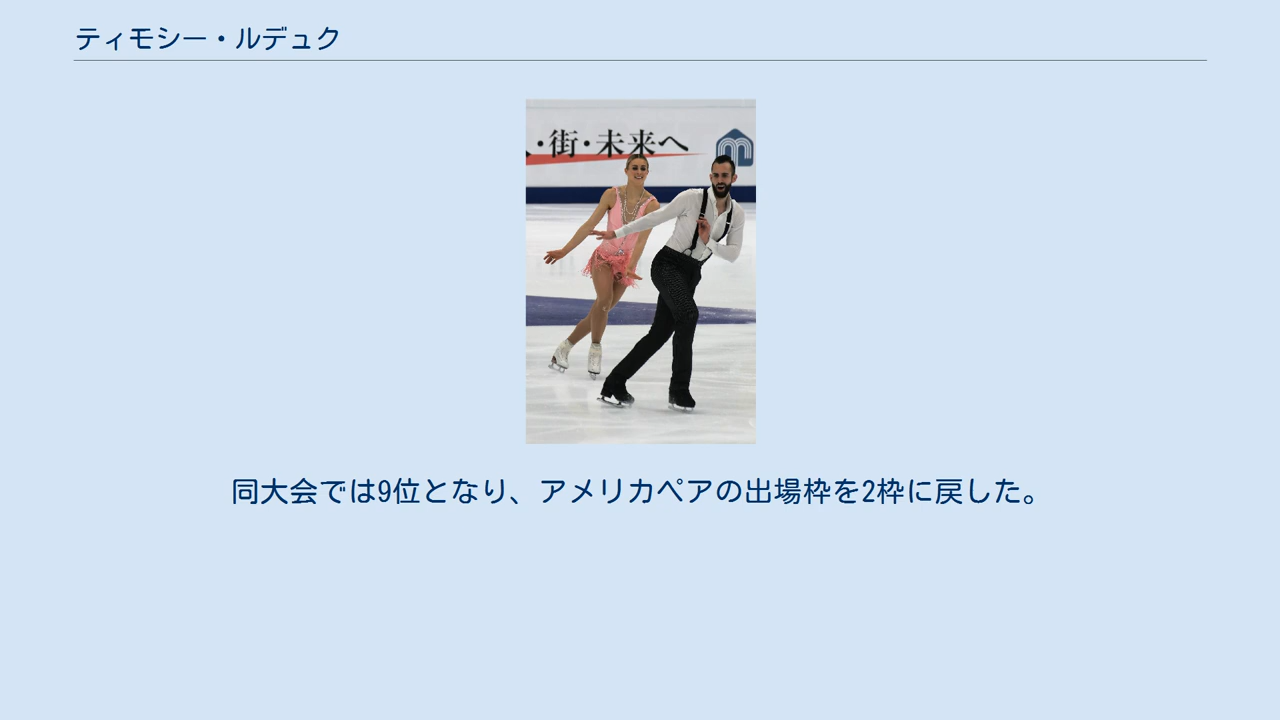 ティモシー・ルデュク
・街・未来へ
同大会では9位となり、アメリカペアの出場枠を2枠に戻した。